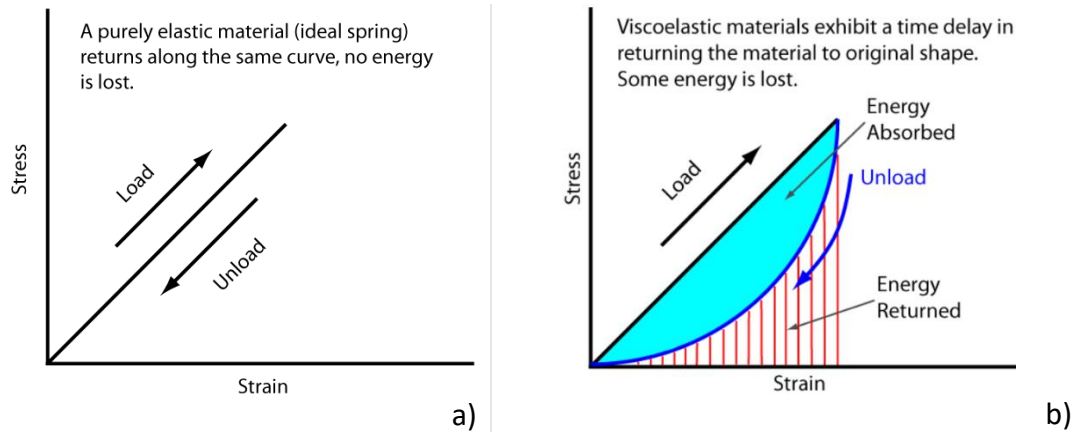 A purely elastic material (ideal spring)
returns along the same curve, no energy
is lost.
Stress
Load
Unload
Strain
a)
Viscoelastic materials exhibit a time delay in
returning the material to original shape.
Some energy is lost.
Energy
Absorbed
Stress
Load
Unload
Energy
Returned
Strain
b)